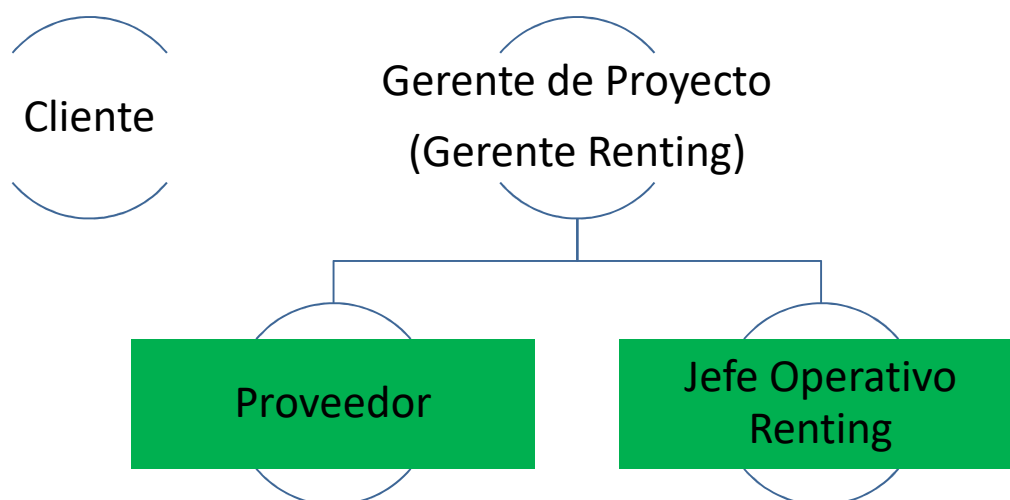 Cliente
Gerente de Proyecto
(Gerente Renting)
Proveedor
Jefe Operativo
Renting